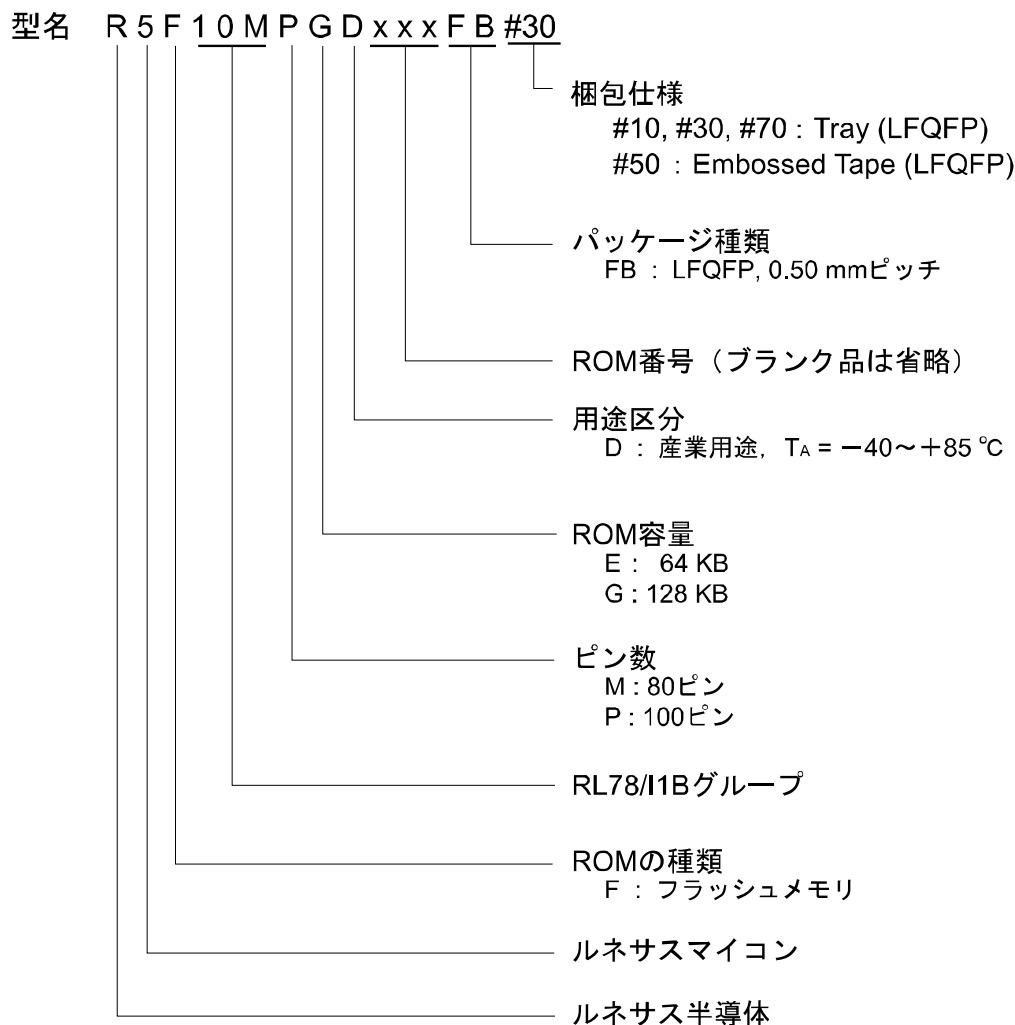 型名 R 5 F 1 0 M P G D x x x F B #30
梱包仕様
#10, #30, #70 : Tray (LFQFP)
#50 : Embossed Tape (LFQFP)
パッケージ種類
FB : LFQFP, 0.50 mmピッチ
ROM番号（ブランク品は省略）
用途区分
D : 産業用途, TA = −40～+85 ℃
ROM容量
E : 64 KB
G : 128 KB
ピン数
M : 80ピン
P : 100ピン
RL78/I1Bグループ
ROMの種類
F : フラッシュメモリ
ルネサスマイコン
ルネサス半導体